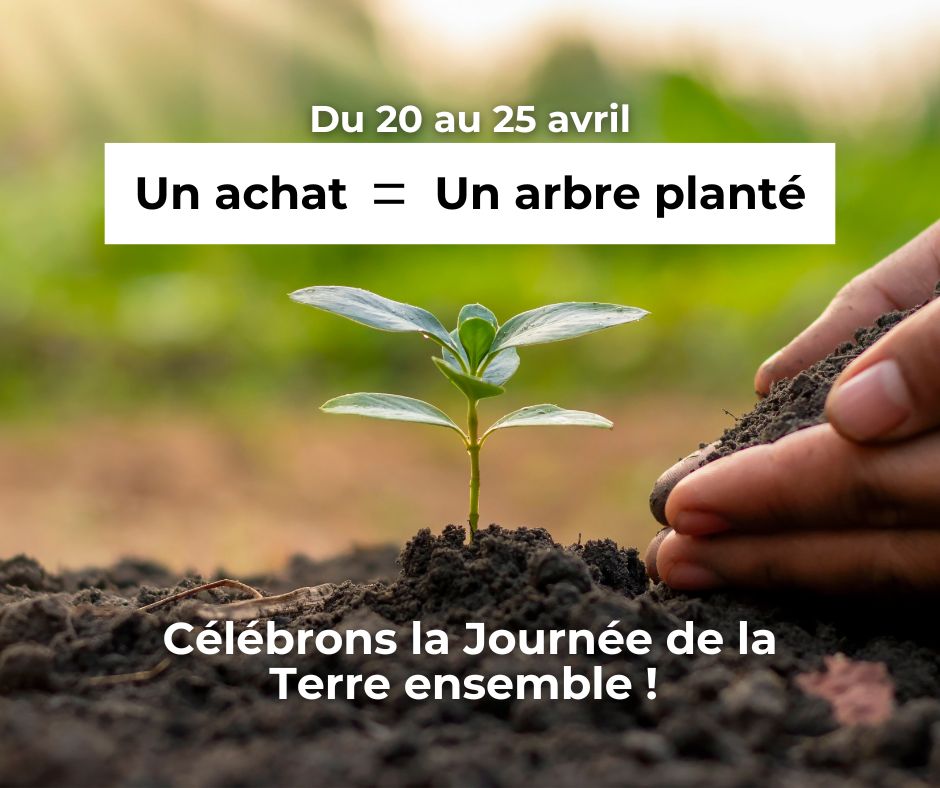 Du 20 au 25 avril
Un achat = Un arbre planté
Célébrons la Journée de la
Terre ensemble !